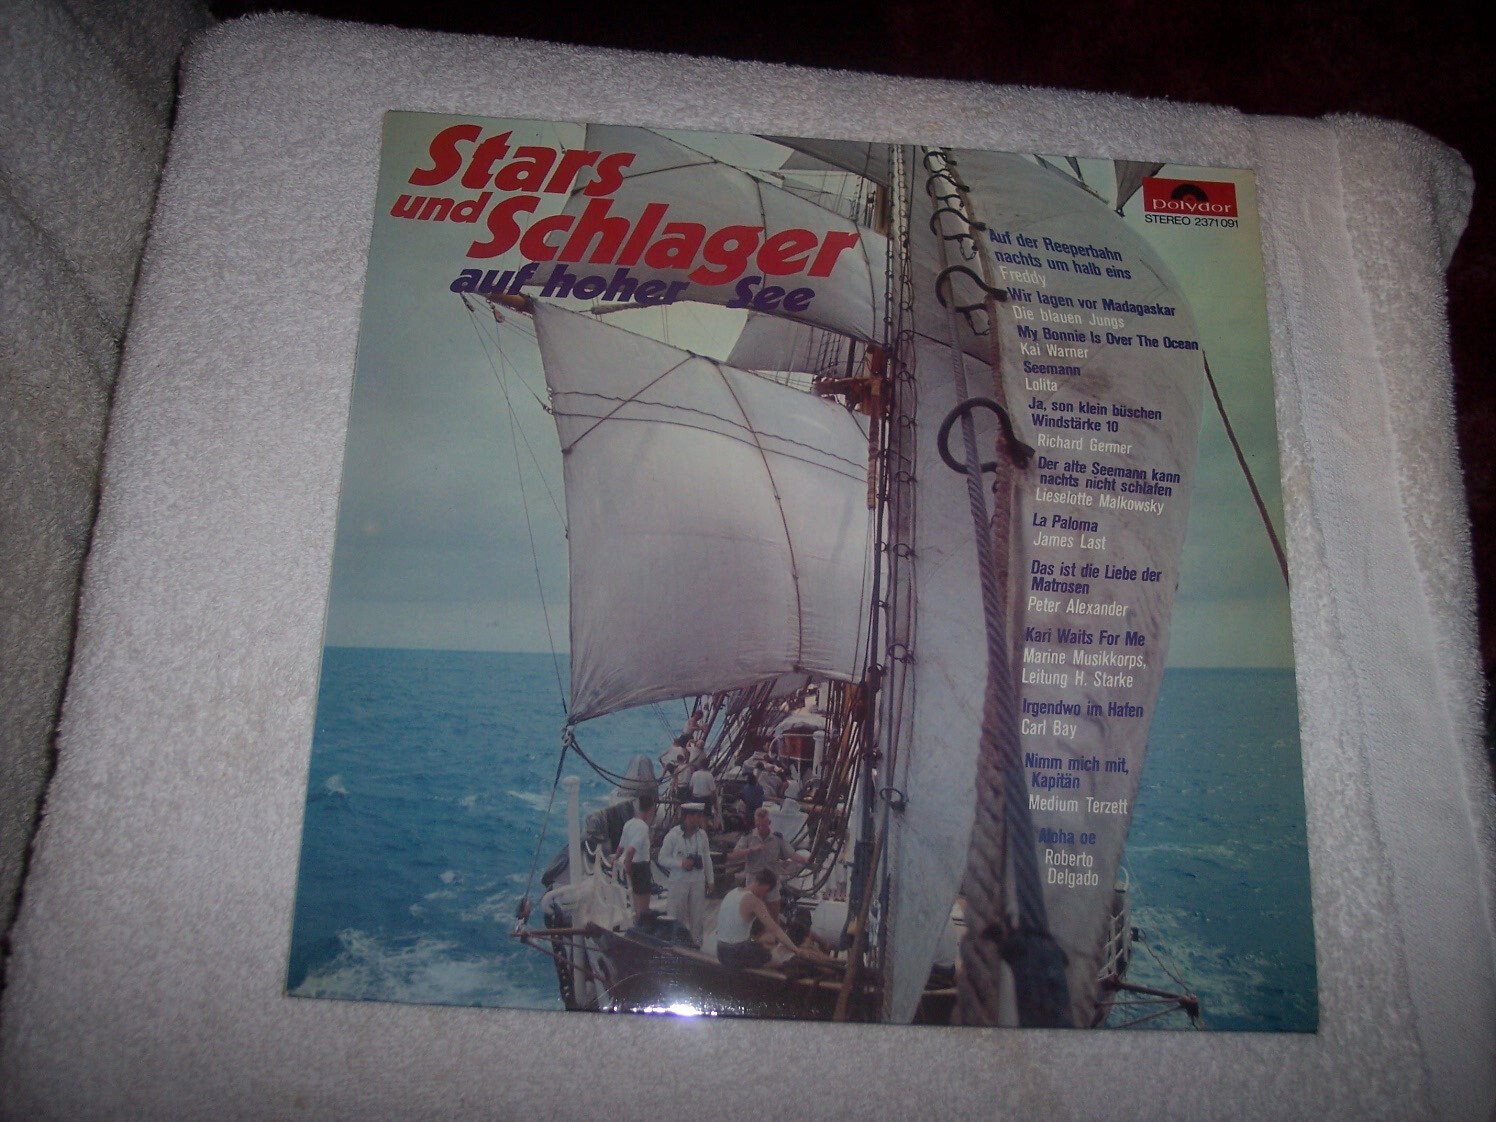 Stars
und Schlager
auf hoher See
polydor
STEREO 2371 091
Auf der Reeperbahn
nachts um halb eins
Freddy
Wir lagen vor Madagaskar
Die blauen Jungs
My Bonnie Is Over The Ocean
Kai Warner
Seemann
Lolita
Ja, son klein büschen
Windstärke 10
Richard Germer
Der alte Seemann kann
nachts nicht schlafen
Lieselotte Malkowsky
La Paloma
James Last
Das ist die Liebe der
Matrosen
Peter Alexander
Kari Waits For Me
Marine Musikkorps,
Leitung H. Starke
Irgendwo im Hafen
Carl Bay
Nimm mich mit,
Kapitän
Medium Terzett
Aloha oe
Roberto
Delgado